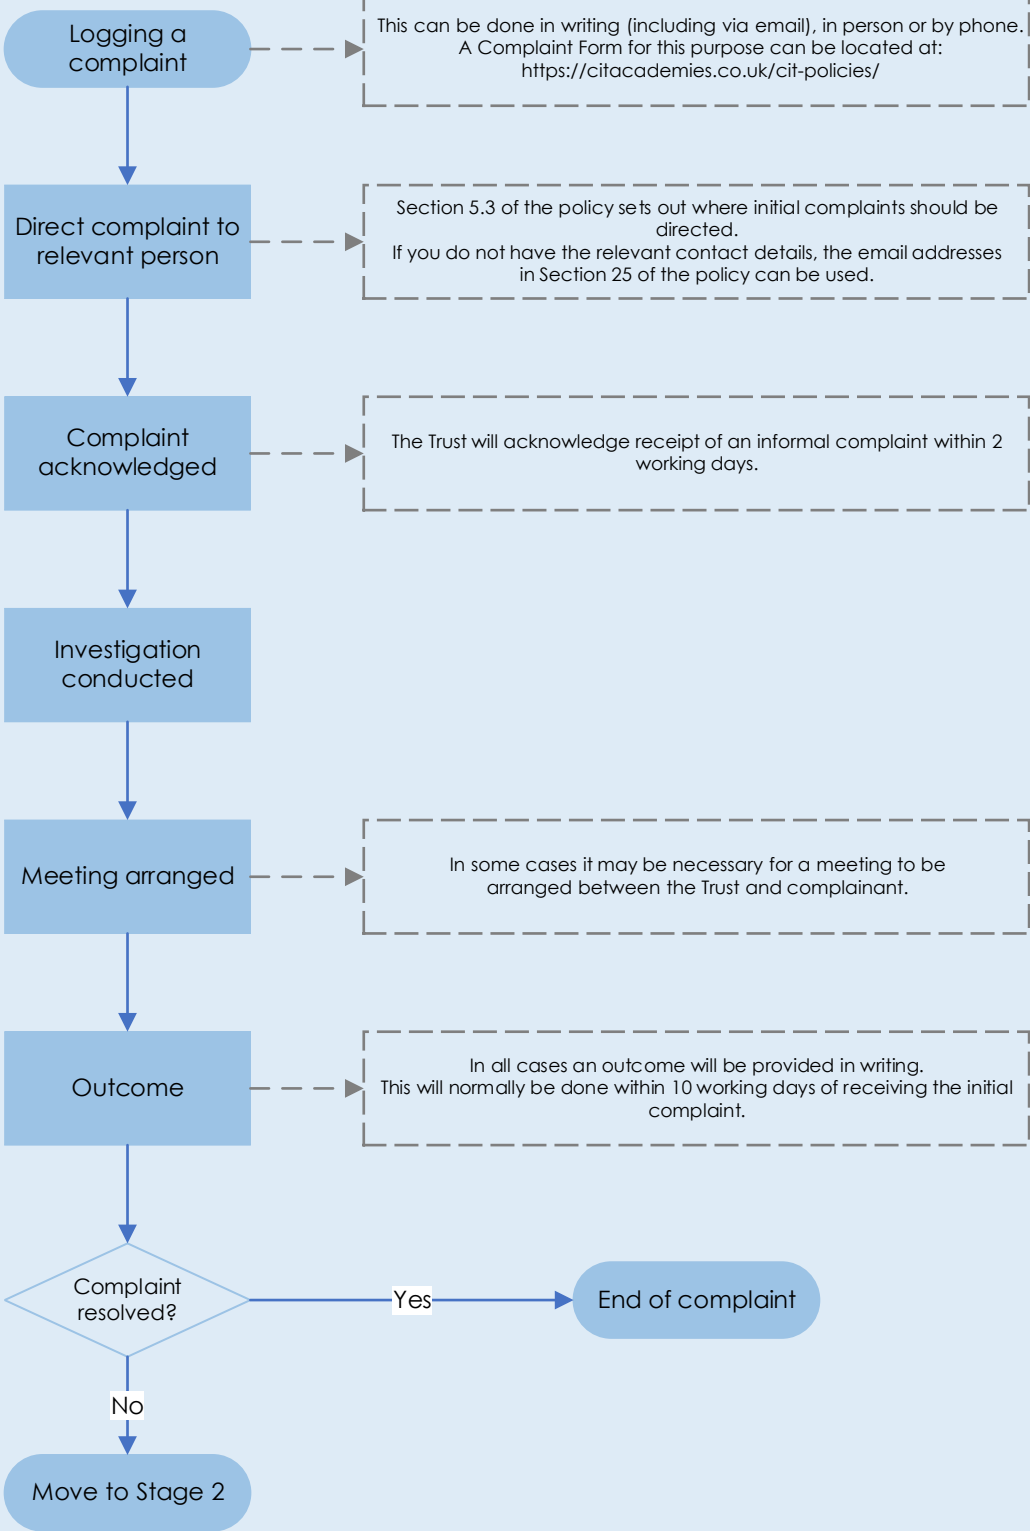 Logging a
complaint
This can be done in writing (including via email), in person or by phone.
A Complaint Form for this purpose can be located at:
https://citacademies.co.uk/cit-policies/
Direct complaint to
relevant person
Section 5.3 of the policy sets out where initial complaints should be
directed.
If you do not have the relevant contact details, the email addresses
in Section 25 of the policy can be used.
Complaint
acknowledged
The Trust will acknowledge receipt of an informal complaint within 2
working days.
Investigation
conducted
Meeting arranged
In some cases it may be necessary for a meeting to be
arranged between the Trust and complainant.
Outcome
In all cases an outcome will be provided in writing.
This will normally be done within 10 working days of receiving the initial
complaint.
Complaint
resolved?
Yes
End of complaint
No
Move to Stage 2